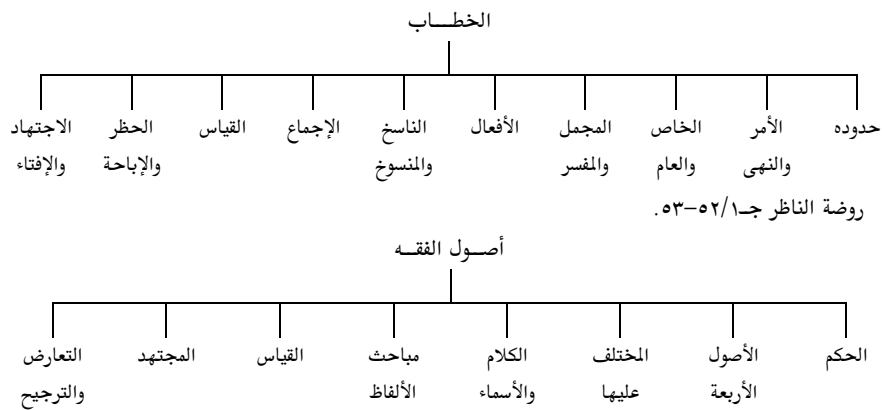 الخطـــاب
حدوده الأمر الخاص المجمل الأفعال الناسخ الإجماع القياس الحظر الاجتهاد
والنهى والعام والمفسر والمنسوخ والإباحة والإفتاء
روضة الناظر جـ١/٥٢-٥٣.
أصــول الفقــه
الحكم الأصول المختلف الكلام مباحث القياس المجتهد التعارض
الأربعة عليها والأسماء الألفاظ والترجيح